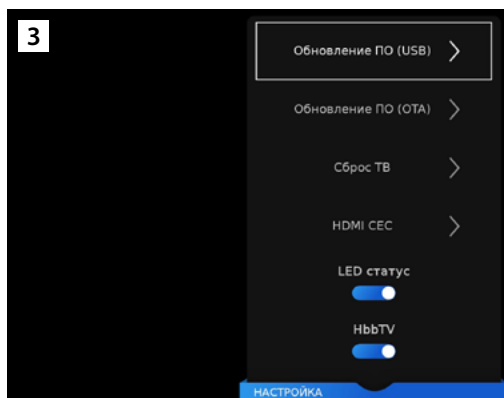 3
Обновление ПО (USB)
Обновление ПО (OTA)
Сброс ТВ
HDMI CEC
LED статус
HbbTV
НАСТРОЙКА